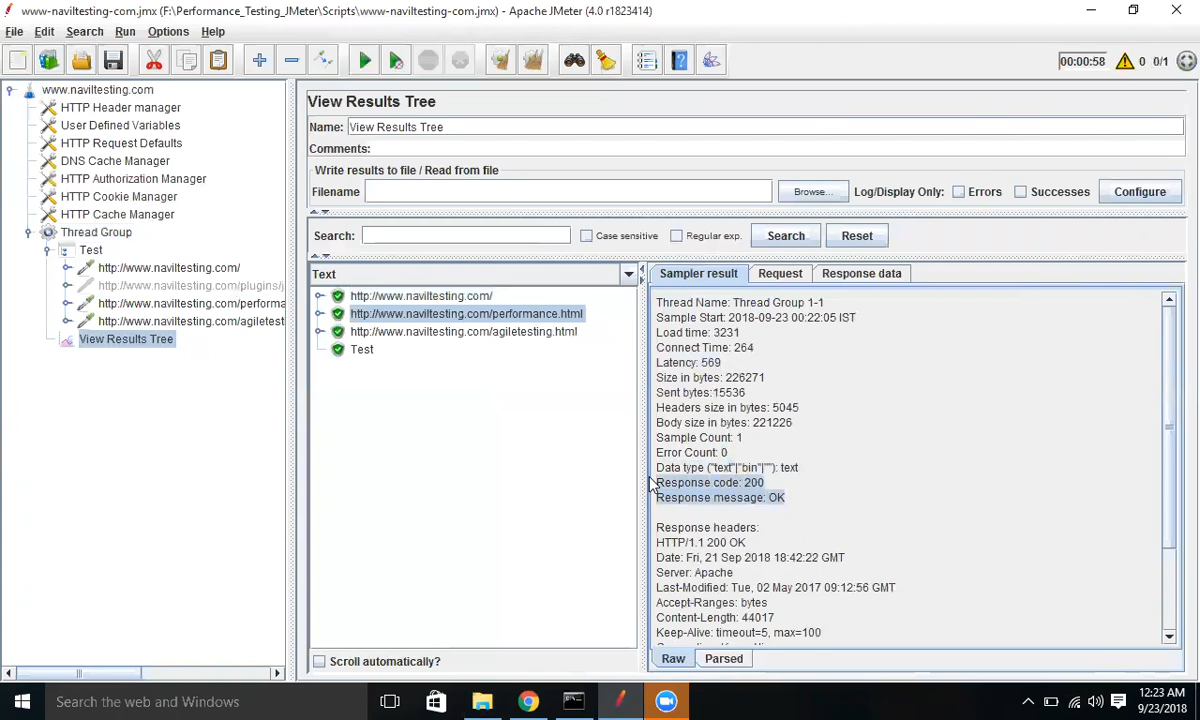 www-naviltesting-com.jmx (F:\Performance_Testing_JMeter\Scripts\www-naviltesting-com.jmx) - Apache JMeter (4.0 r1823414)
File Edit Search Run Options Help
00:00:58 0 0/1
www.naviltesting.com
HTTP Header manager
User Defined Variables
HTTP Request Defaults
DNS Cache Manager
HTTP Authorization Manager
HTTP Cookie Manager
HTTP Cache Manager
Thread Group
Test
http://www.naviltesting.com/
http://www.naviltesting.com/plugins/j
http://www.naviltesting.com/performa
http://www.naviltesting.com/agiletest
View Results Tree
View Results Tree
Name: View Results Tree
Comments:
Write results to file / Read from file
Filename Browse... Log/Display Only: Errors Successes Configure
Search: Case sensitive Regular exp. Search Reset
Text
http://www.naviltesting.com/
http://www.naviltesting.com/performance.html
http://www.naviltesting.com/agiletesting.html
Test
Scroll automatically?
Sampler result Request Response data
Thread Name: Thread Group 1-1
Sample Start: 2018-09-23 00:22:05 IST
Load time: 3231
Connect Time: 264
Latency: 569
Size in bytes: 226271
Sent bytes:15536
Headers size in bytes: 5045
Body size in bytes: 221226
Sample Count: 1
Error Count: 0
Data type ("text"|"bin"|""): text
Response code: 200
Response message: OK
Response headers:
HTTP/1.1 200 OK
Date: Fri, 21 Sep 2018 18:42:22 GMT
Server: Apache
Last-Modified: Tue, 02 May 2017 09:12:56 GMT
Accept-Ranges: bytes
Content-Length: 44017
Keep-Alive: timeout=5, max=100
Raw Parsed
Search the web and Windows
12:23 AM
9/23/2018